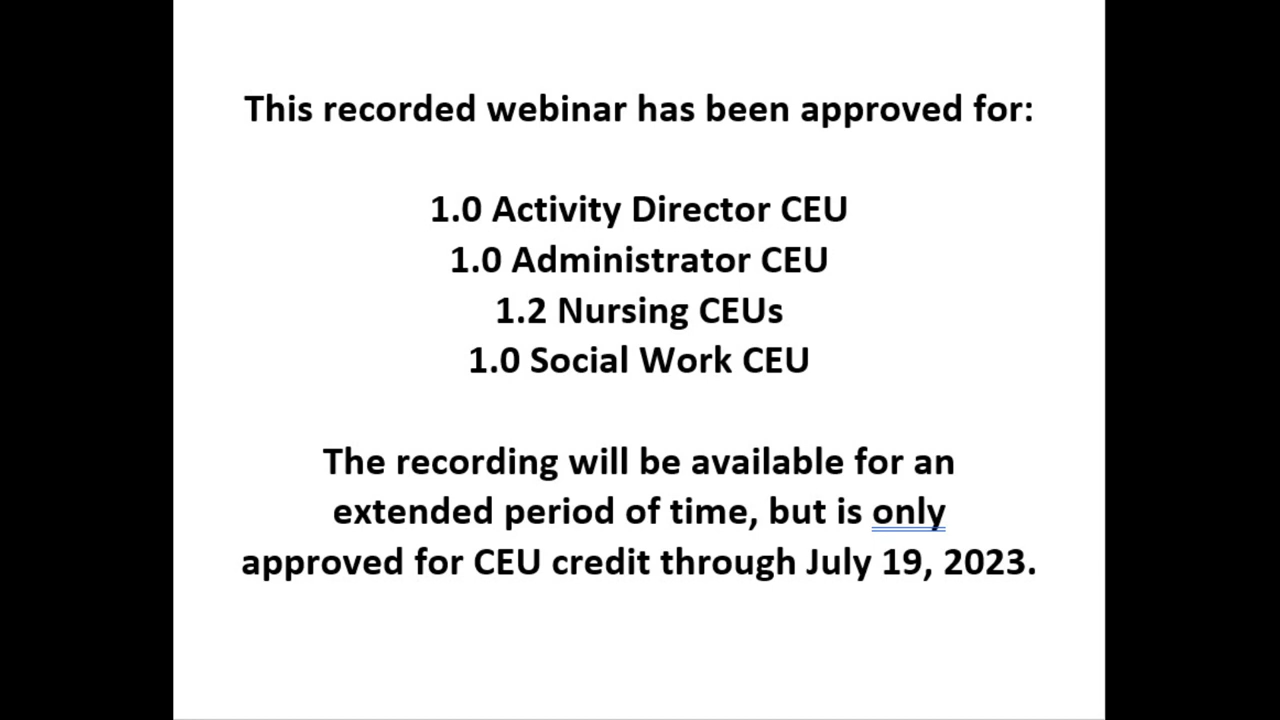 This recorded webinar has been approved for:
1.0 Activity Director CEU
1.0 Administrator CEU
1.2 Nursing CEUs
1.0 Social Work CEU
The recording will be available for an
extended period of time, but is only
approved for CEU credit through July 19, 2023.